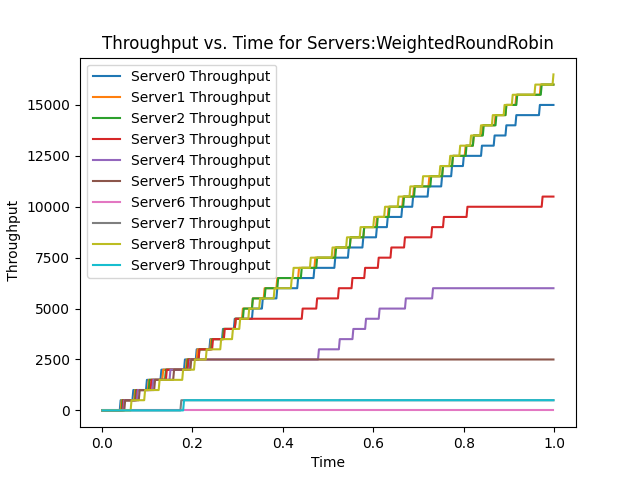 Throughput vs. Time for Servers:WeightedRoundRobin
Throughput
15000
12500
10000
7500
5000
2500
0
Server0 Throughput
Server1 Throughput
Server2 Throughput
Server3 Throughput
Server4 Throughput
Server5 Throughput
Server6 Throughput
Server7 Throughput
Server8 Throughput
Server9 Throughput
0.0 0.2 0.4 0.6 0.8 1.0
Time